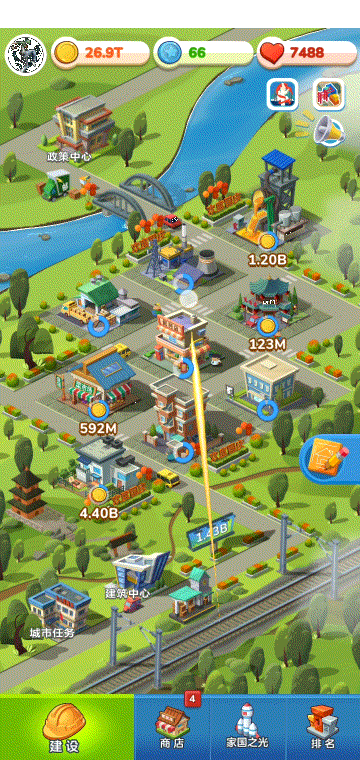 26.9T
66
7488
政策中心
1.20B
123M
592M
4.40B
1.43B
建筑中心
城市任务
4
建设
商店
家国之光
排名